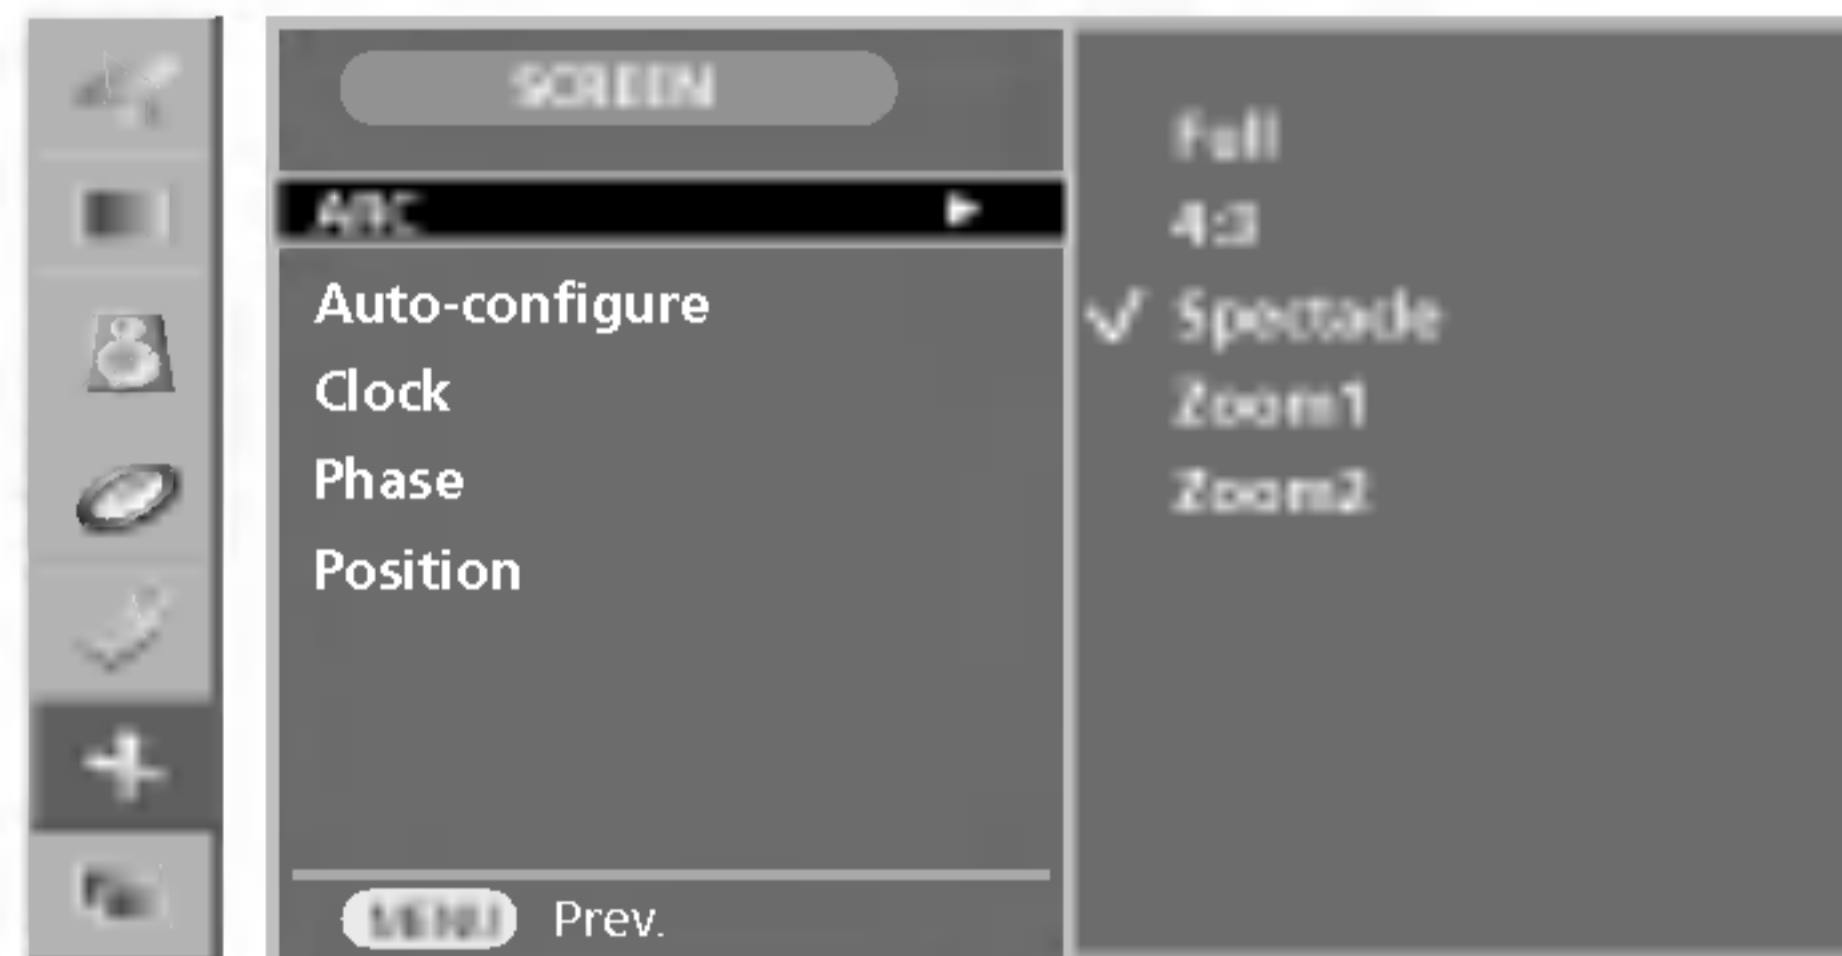 SCREEN
ARC
Auto-configure
Clock
Phase
Position
MENU Prev.
Full
4:3
Spectacle
Zoom1
Zoom2